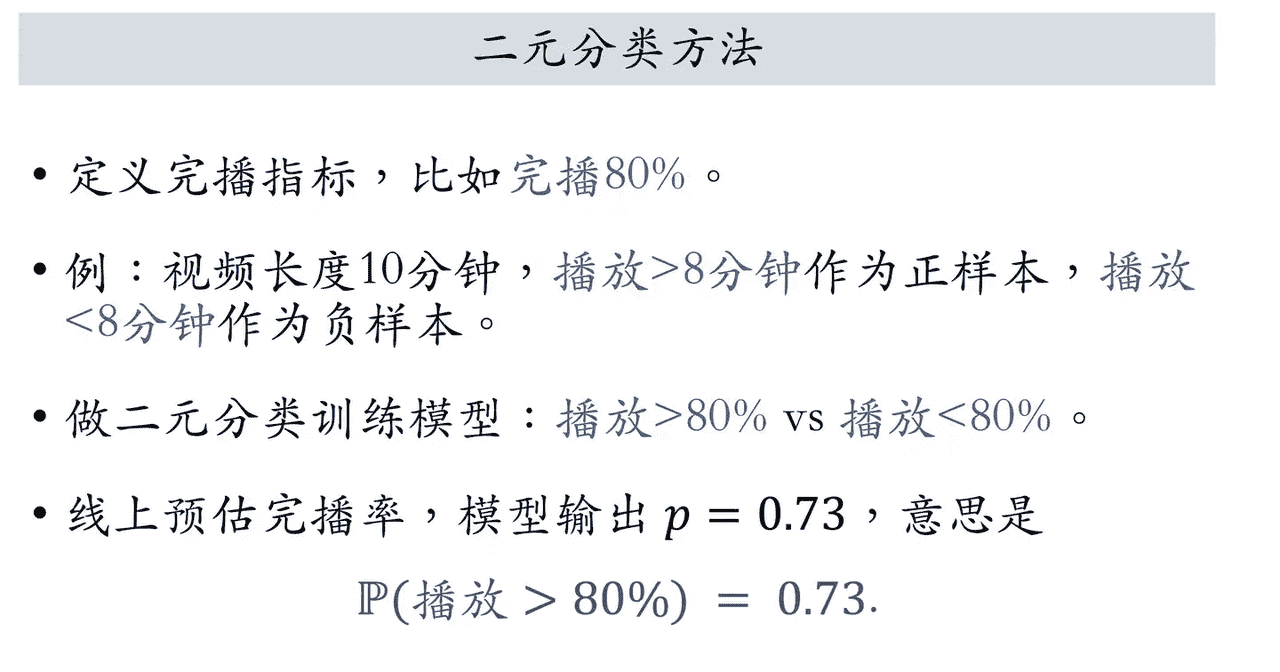 二元分类方法
• 定义完播指标，比如完播80%。
• 例：视频长度10分钟，播放>8分钟作为正样本，播放
<8分钟作为负样本。
• 做二元分类训练模型：播放>80% vs 播放<80%。
• 线上预估完播率，模型输出 p = 0.73，意思是
ℙ(播放 > 80%) = 0.73.